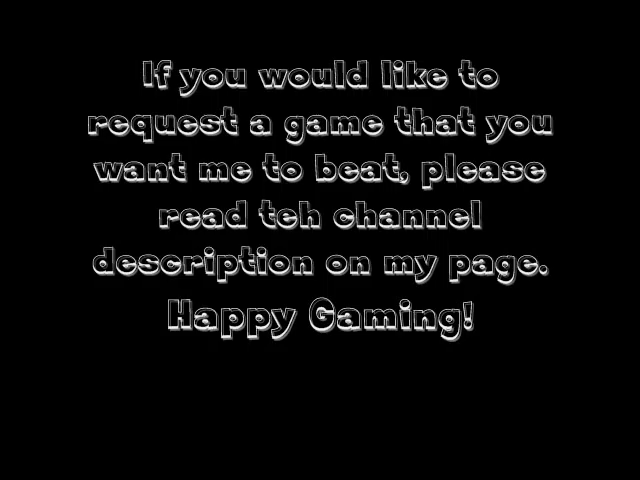 If you would like to
request a game that you
want me to beat, please
read teh channel
description on my page.
Happy Gaming!